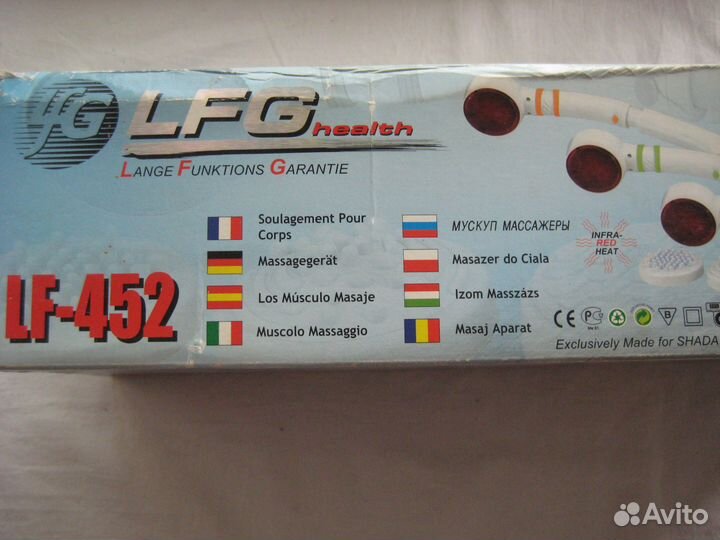 LFG health
LANGE FUNKTIONS GARANTIE
LF-452
Soulagement Pour
Corps
Massagegerät
Los Músculo Masaje
Muscolo Massaggio
МУСКУП МАССАЖЕРЫ
Masazer do Ciala
Izom Masszázs
Masaj Aparat
INFRA-
RED
HEAT
CE
B
Exclusively Made for SHADA
Avito